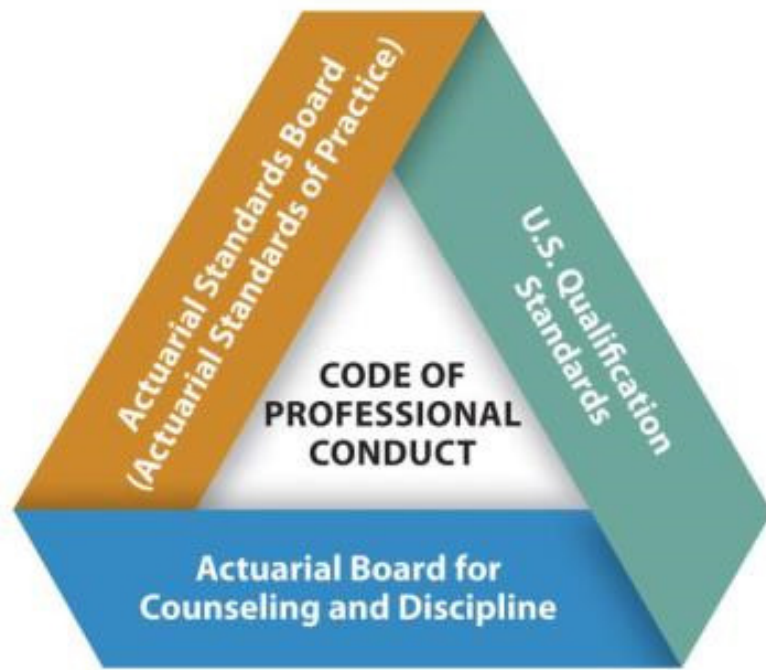 Actuarial Standards Board
(Actuarial Standards of Practice)
U.S. Qualification
Standards
CODE OF
PROFESSIONAL
CONDUCT
Actuarial Board for
Counseling and Discipline